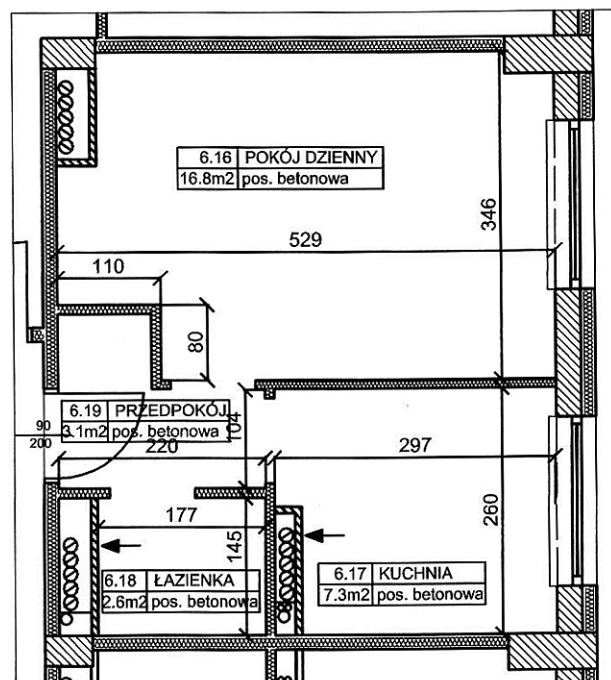 6.16 POKÓJ DZIENNY
16.8m2 pos. betonowa
529
346
110
80
6.19 PRZEDPOKÓJ
3.1m2 pos. betonowa
90
200
104
220
297
260
177
145
6.18 ŁAZIENKA
2.6m2 pos. betonowa
6.17 KUCHNIA
7.3m2 pos. betonowa